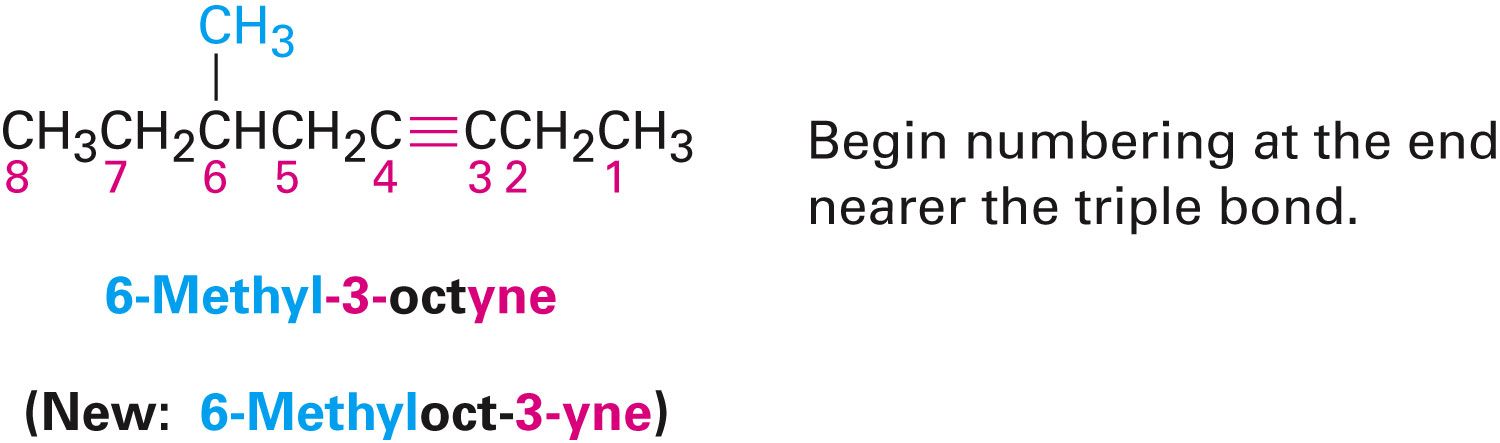 CH₃
CH₃CH₂CHCH₂C≡CCH₂CH₃
8 7 6 5 4 3 2 1
Begin numbering at the end
nearer the triple bond.
6-Methyl-3-octyne
(New: 6-Methyloct-3-yne)